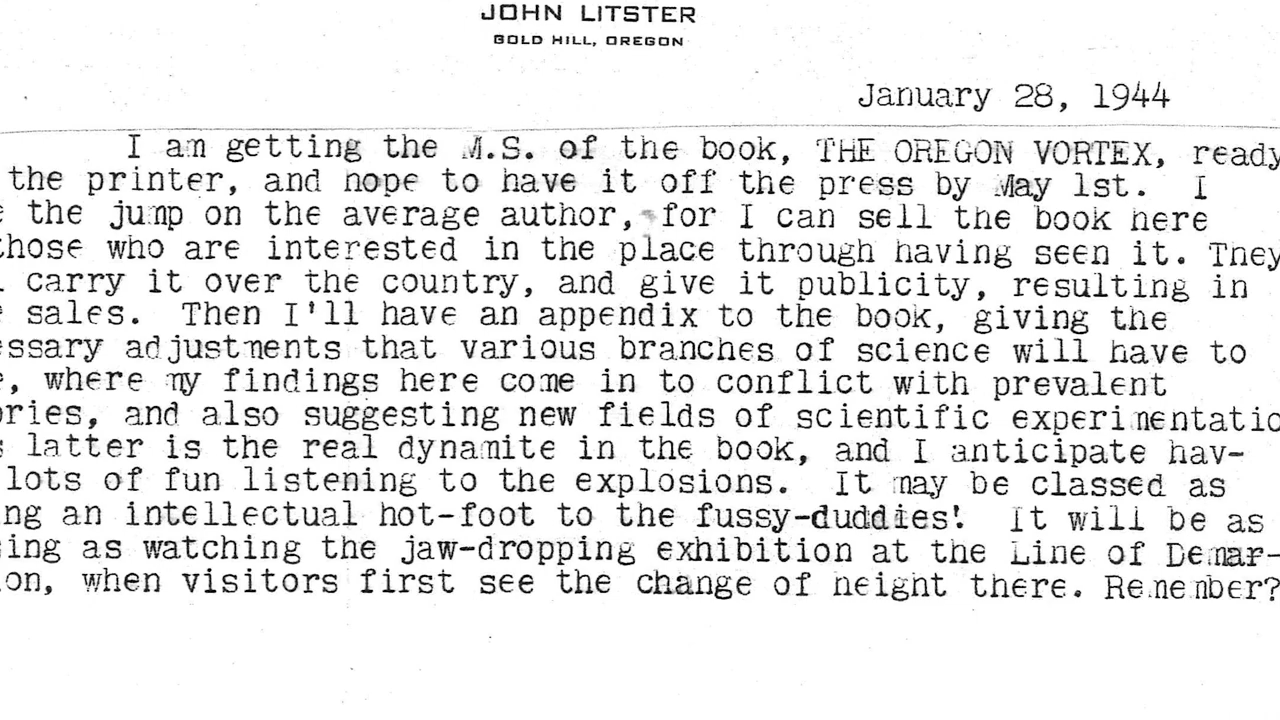 JOHN LITSTER
GOLD HILL, OREGON
January 28, 1944
I am getting the M.S. of the book, THE OREGON VORTEX, ready
the printer, and hope to have it off the press by May 1st. I
the jump on the average author, for I can sell the book here
those who are interested in the place through having seen it. They
carry it over the country, and give it publicity, resulting in
sales. Then I'll have an appendix to the book, giving the
essary adjustments that various branches of science will have to
e, where my findings here come in to conflict with prevalent
ories, and also suggesting new fields of scientific experimentatio
s latter is the real dynamite in the book, and I anticipate hav-
lots of fun listening to the explosions. It may be classed as
ng an intellectual hot-foot to the fussy-duddies! It will be as
ing as watching the jaw-dropping exhibition at the Line of Demar-
on, when visitors first see the change of height there. Remember?